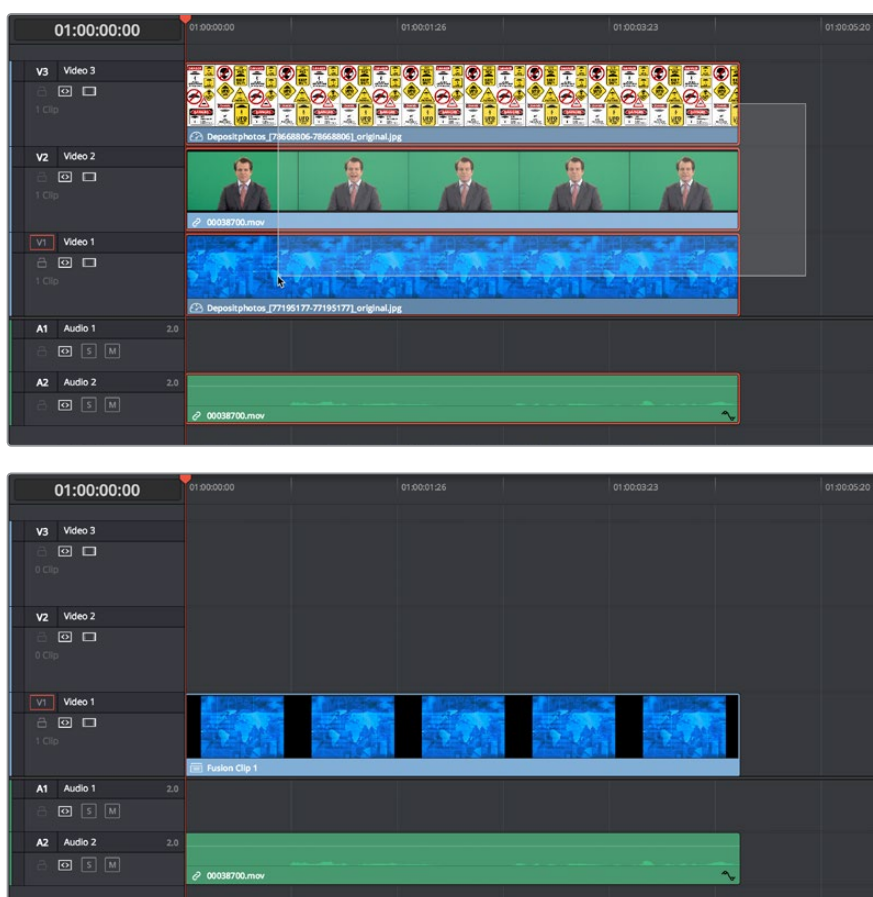 01:00:00:00
01:00:00:00 01:00:01:26 01:00:03:23 01:00:05:20
V3 Video 3
1 Clip
Depositphotos_[78668806-78668806]_original.jpg
V2 Video 2
1 Clip
00038700.mov
V1 Video 1
1 Clip
Depositphotos_[77195177-77195177]_original.jpg
A1 Audio 1 2.0
S M
A2 Audio 2 2.0
S M
00038700.mov
01:00:00:00
01:00:00:00 01:00:01:26 01:00:03:23 01:00:05:20
V3 Video 3
0 Clip
V2 Video 2
0 Clip
V1 Video 1
1 Clip
Fusion Clip 1
A1 Audio 1 2.0
S M
A2 Audio 2 2.0
S M
00038700.mov